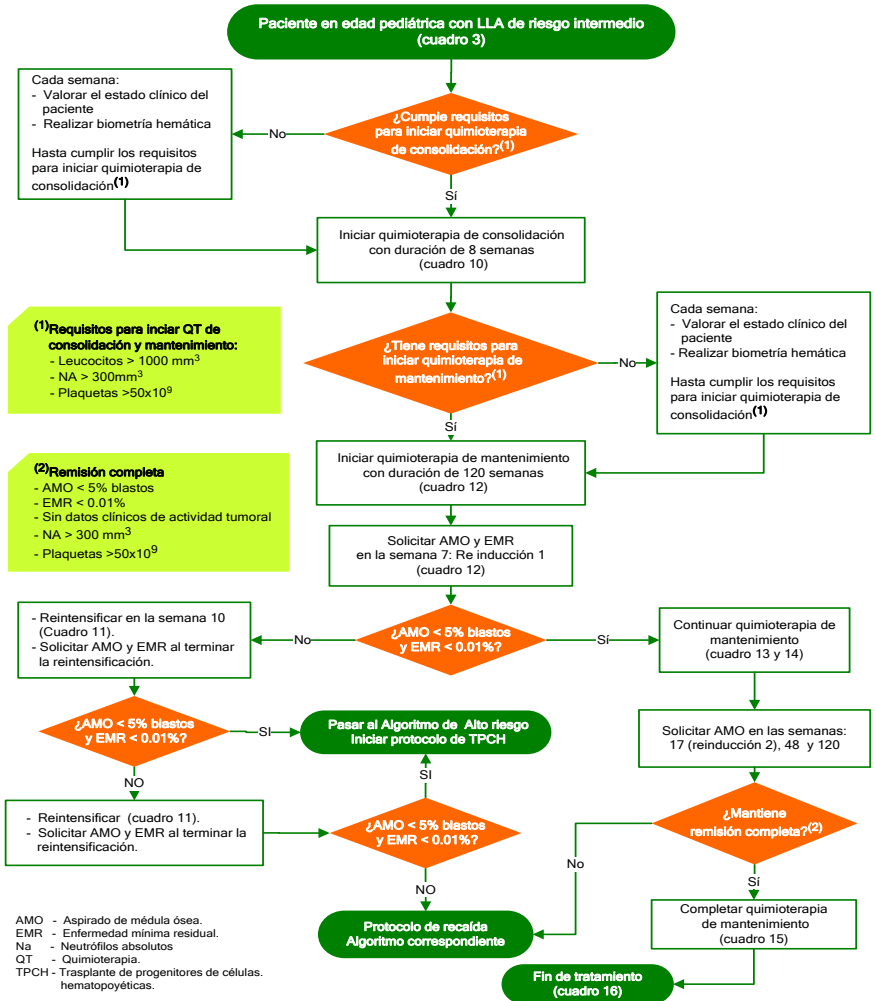 Paciente en edad pediátrica con LLA de riesgo intermedio
(cuadro 3)
Cada semana:
- Valorar el estado clínico del
paciente
- Realizar biometría hemática
Hasta cumplir los requisitos
para iniciar quimioterapia de
consolidación(1)
No
¿Cumple requisitos
para iniciar quimioterapia
de consolidación?(1)
Sí
Iniciar quimioterapia de consolidación
con duración de 8 semanas
(cuadro 10)
(1)Requisitos para inciar QT de
consolidación y mantenimiento:
- Leucocitos > 1000 mm3
- NA > 300mm3
- Plaquetas >50x109
¿Tiene requisitos para
iniciar quimioterapia de
mantenimiento?(1)
No
Cada semana:
- Valorar el estado clínico del
paciente
- Realizar biometría hemática
Hasta cumplir los requisitos
para iniciar quimioterapia de
consolidación(1)
Sí
Iniciar quimioterapia de mantenimiento
con duración de 120 semanas
(cuadro 12)
(2)Remisión completa
- AMO < 5% blastos
- EMR < 0.01%
- Sin datos clínicos de actividad tumoral
- NA > 300 mm3
- Plaquetas >50x109
Solicitar AMO y EMR
en la semana 7: Re inducción 1
(cuadro 12)
- Reintensificar en la semana 10
(Cuadro 11).
- Solicitar AMO y EMR al terminar
la reintensificación.
No
¿AMO < 5% blastos
y EMR < 0.01%?
Sí
Continuar quimioterapia de
mantenimiento
(cuadro 13 y 14)
¿AMO < 5% blastos
y EMR < 0.01%?
SI
Pasar al Algoritmo de Alto riesgo
Iniciar protocolo de TPCH
Solicitar AMO en las semanas:
17 (reinducción 2), 48 y 120
NO
SI
- Reintensificar (cuadro 11).
- Solicitar AMO y EMR al terminar la
reintensificación.
¿AMO < 5% blastos
y EMR < 0.01%?
¿Mantiene
remisión completa?(2)
No
NO
Sí
Protocolo de recaída
Algoritmo correspondiente
Completar quimioterapia
de mantenimiento
(cuadro 15)
Fin de tratamiento
(cuadro 16)
AMO - Aspirado de médula ósea.
EMR - Enfermedad mínima residual.
Na - Neutrófilos absolutos
QT - Quimioterapia.
TPCH - Trasplante de progenitores de células.
hematopoyéticas.